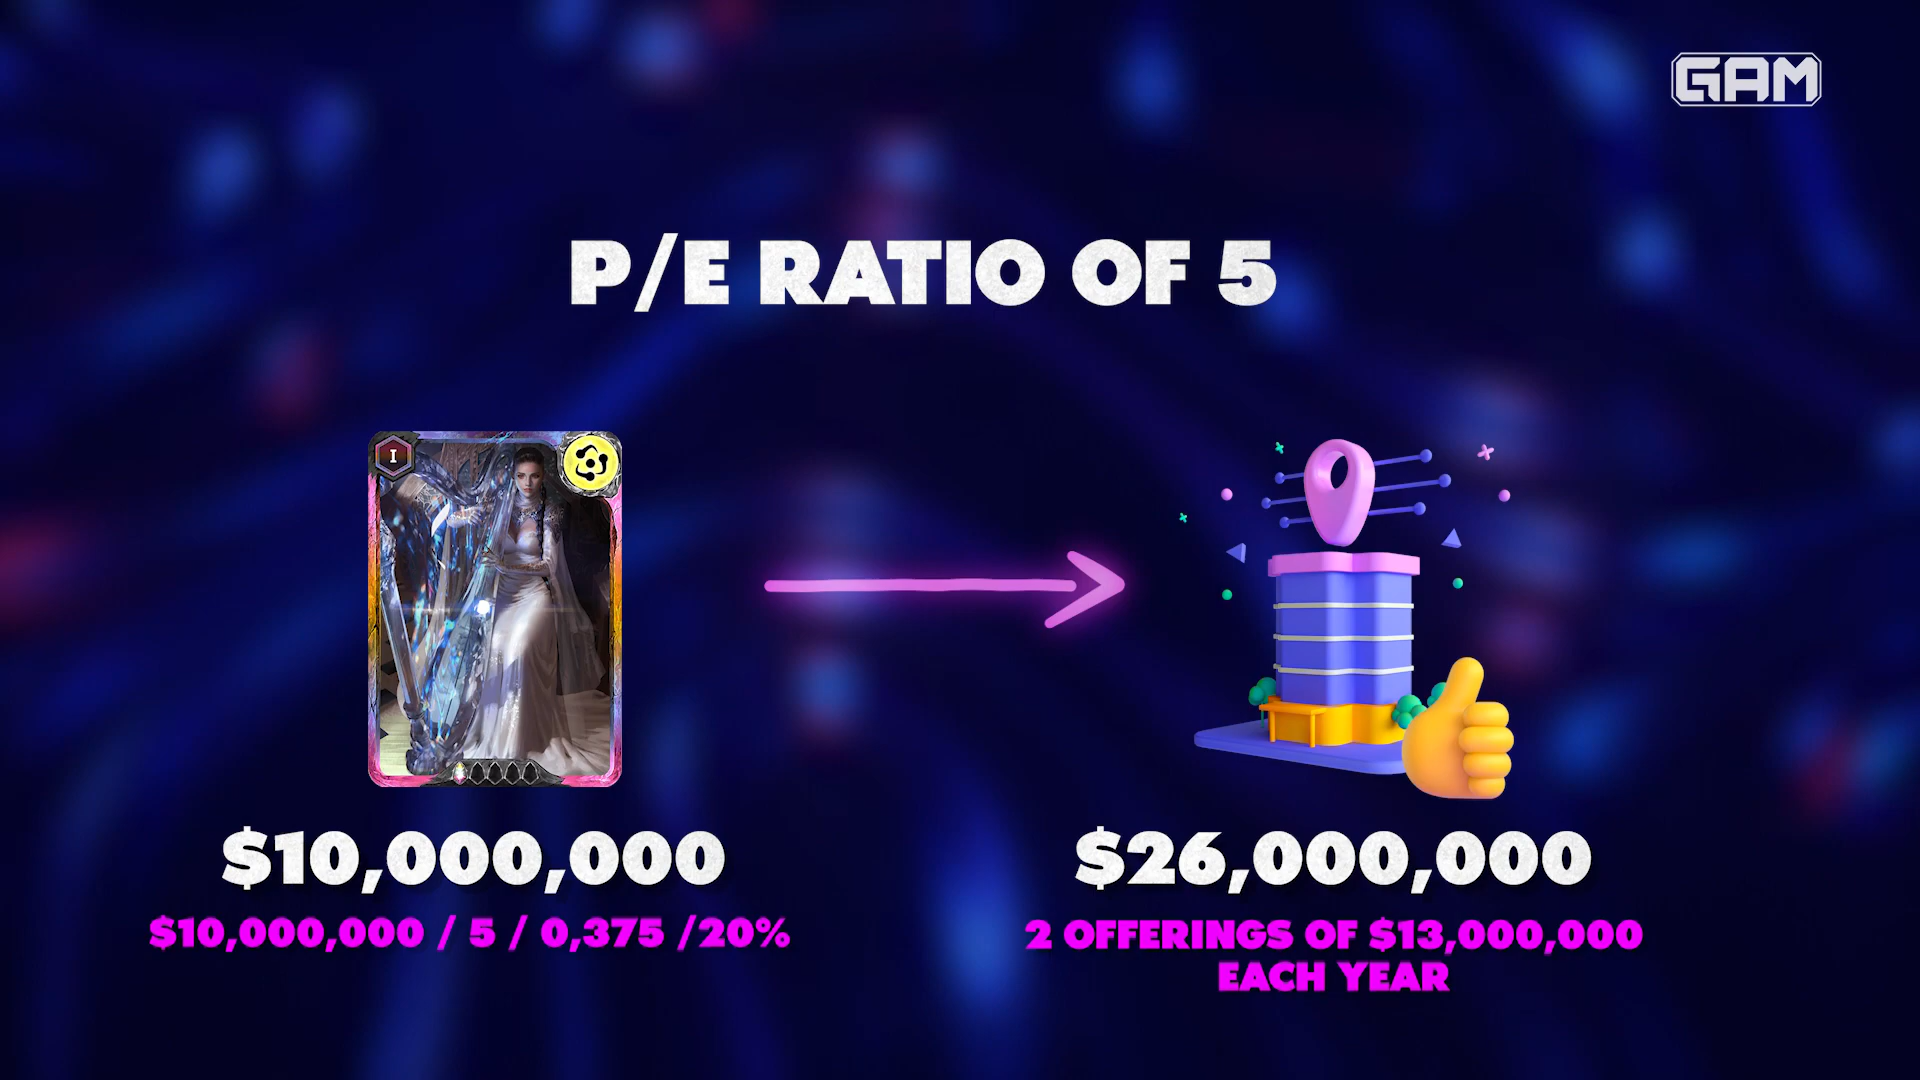 GAM
P/E RATIO OF 5
I
$10,000,000
$10,000,000 / 5 / 0,375 /20%
$26,000,000
2 OFFERINGS OF $13,000,000
EACH YEAR